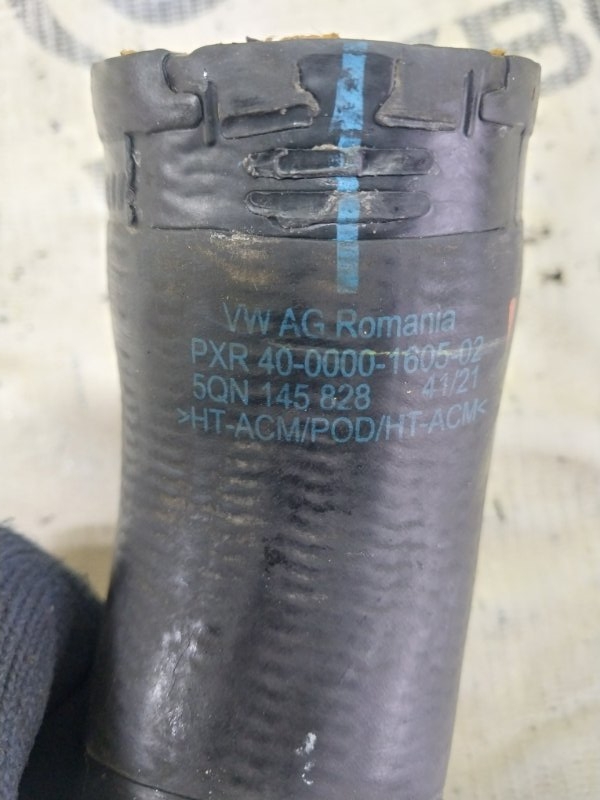 VW AG Romania
PXR 40-0000-1605-02
5QN 145 828 41/21
>HT-ACM/POD/HT-ACM<